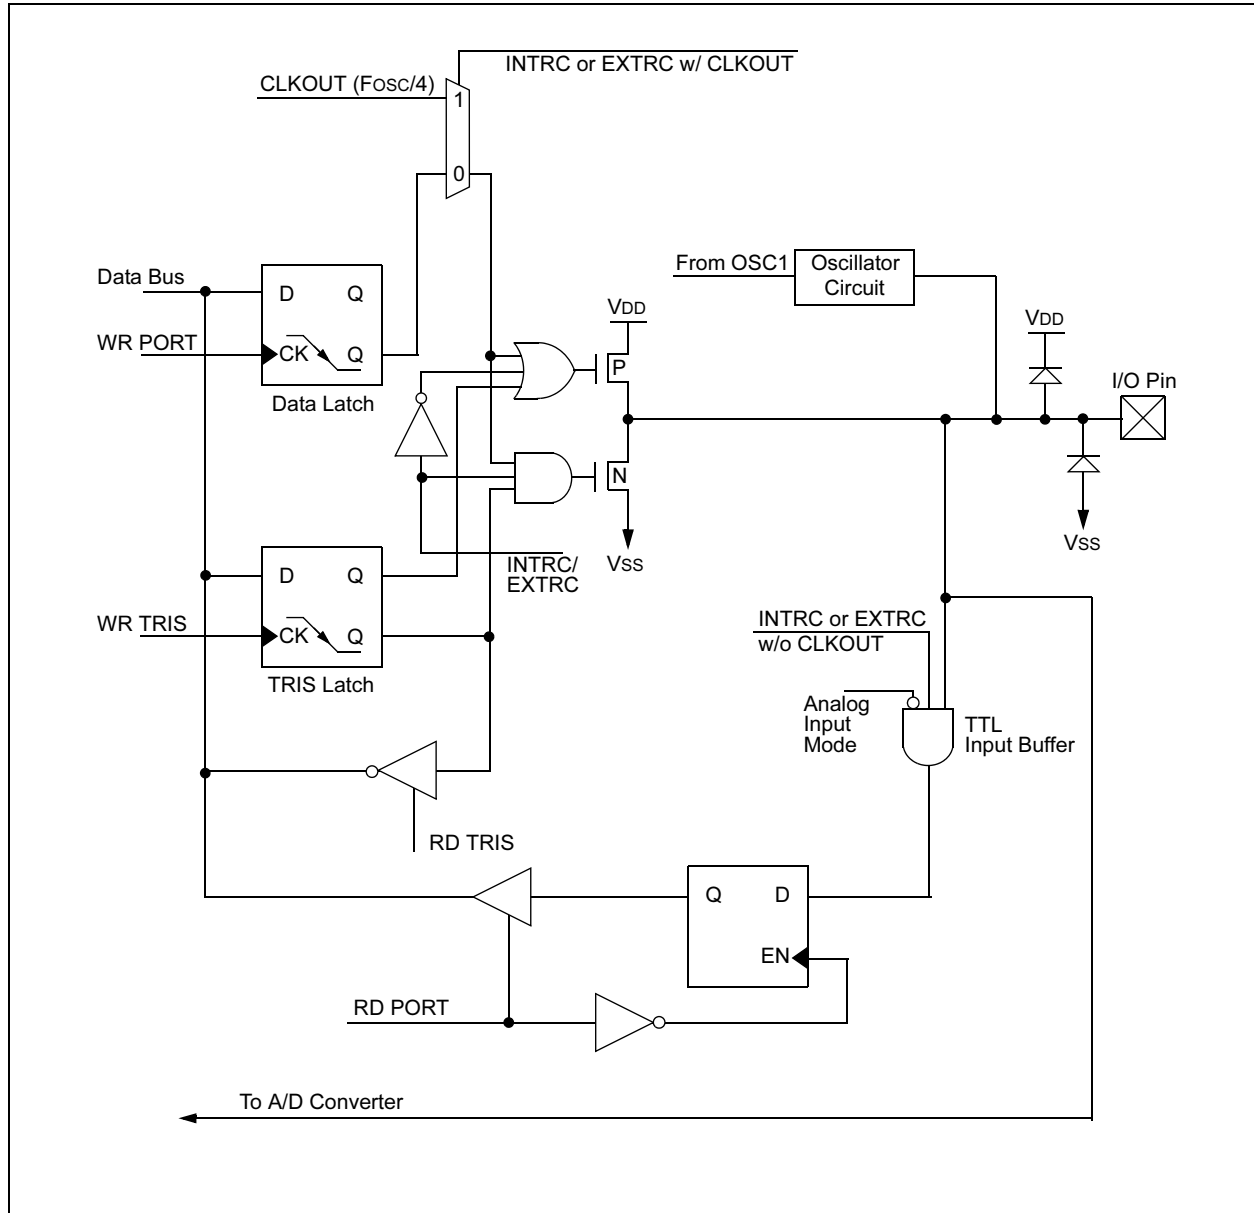 INTRC or EXTRC w/ CLKOUT
CLKOUT (FOSC/4)
1
0
Data Bus
D
Q
WR PORT
CK
Q
Data Latch
From OSC1
Oscillator
Circuit
VDD
P
VDD
I/O Pin
N
VSS
VSS
INTRC/
EXTRC
D
Q
WR TRIS
CK
Q
TRIS Latch
INTRC or EXTRC
w/o CLKOUT
Analog
Input
Mode
TTL
Input Buffer
RD TRIS
Q
D
EN
RD PORT
To A/D Converter